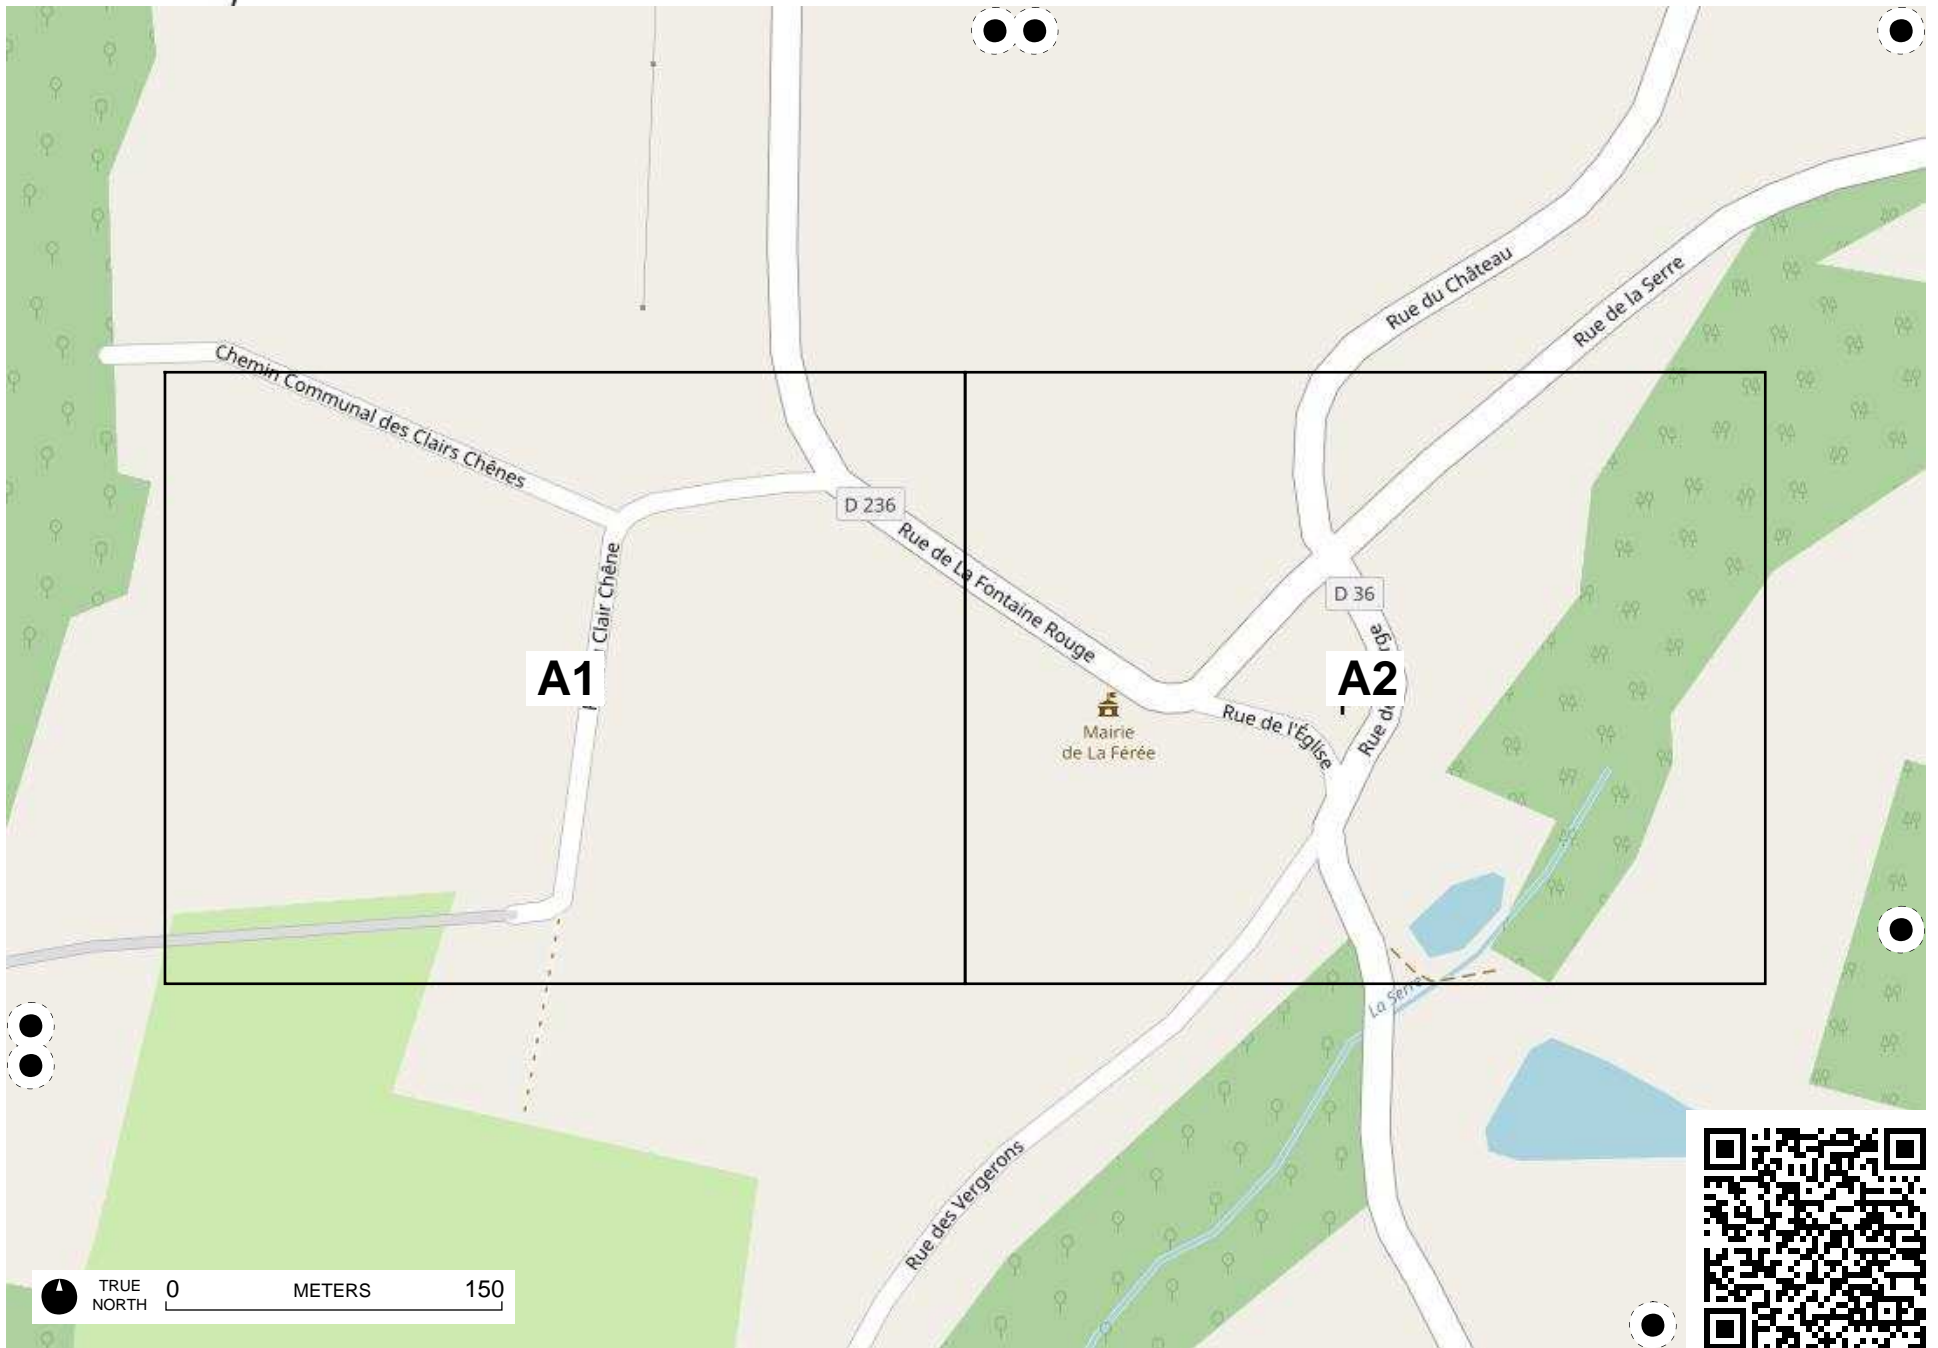 Rue du Château
Rue de la Serre
Chemin Communal des Clairs Chênes
D 236
Rue de La Fontaine Rouge
Clair Chêne
D 36
A1
A2
Rue de
Mairie
de La Férée
Rue de l'Église
La Serre
Rue des Vergerons
TRUE
NORTH
0 METERS 150